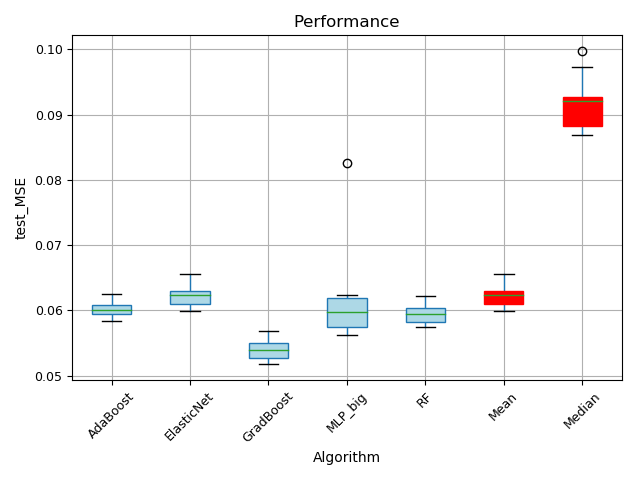 Performance
0.10
0.09
0.08
0.07
0.06
0.05
test_MSE
AdaBoost
ElasticNet
GradBoost
MLP_big
RF
Mean
Median
Algorithm